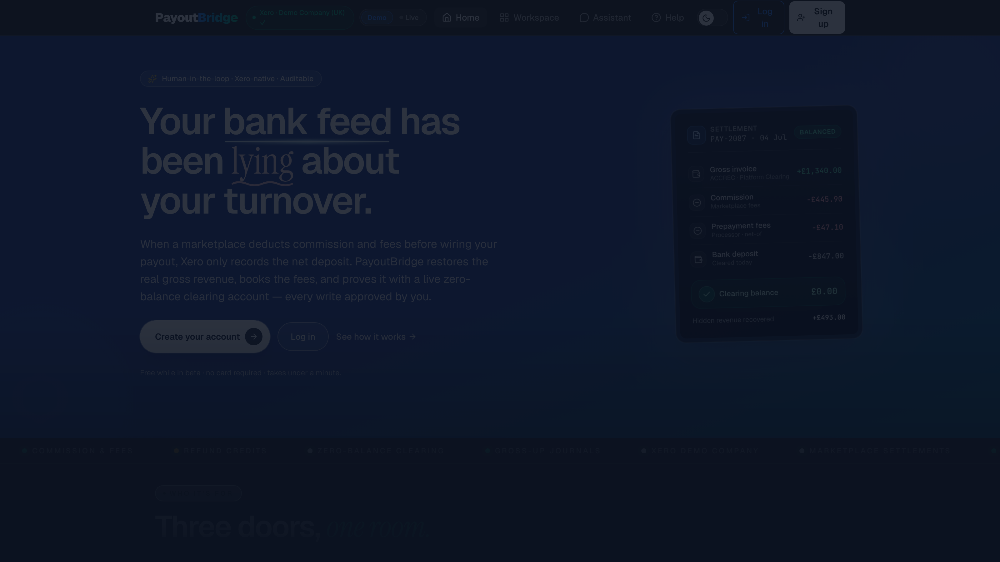 PayoutBridge
Xero · Demo Company (UK) ✓
Demo
Live
Home
Workspace
Assistant
Help
Log in
Sign up
Human-in-the-loop · Xero-native · Auditable
Your bank feed has
been lying about
your turnover.
When a marketplace deducts commission and fees before wiring your
payout, Xero only records the net deposit. PayoutBridge restores the
real gross revenue, books the fees, and proves it with a live zero-
balance clearing account — every write approved by you.
Create your account →
Log in
See how it works →
Free while in beta · no card required · takes under a minute.
SETTLEMENT
PAY-2087 · 04 Jul
BALANCED
Gross invoice
ACCREC · Platform Clearing
+£1,340.00
Commission
Marketplace fees
-£445.90
Prepayment fees
Processor · net-of
-£47.10
Bank deposit
Cleared today
-£847.00
Clearing balance
£0.00
Hidden revenue recovered
+£493.00
COMMISSION & FEES
REFUND CREDITS
ZERO-BALANCE CLEARING
GROSS-UP JOURNALS
XERO DEMO COMPANY
MARKETPLACE SETTLEMENTS
WHO IT'S FOR
Three doors, one room.